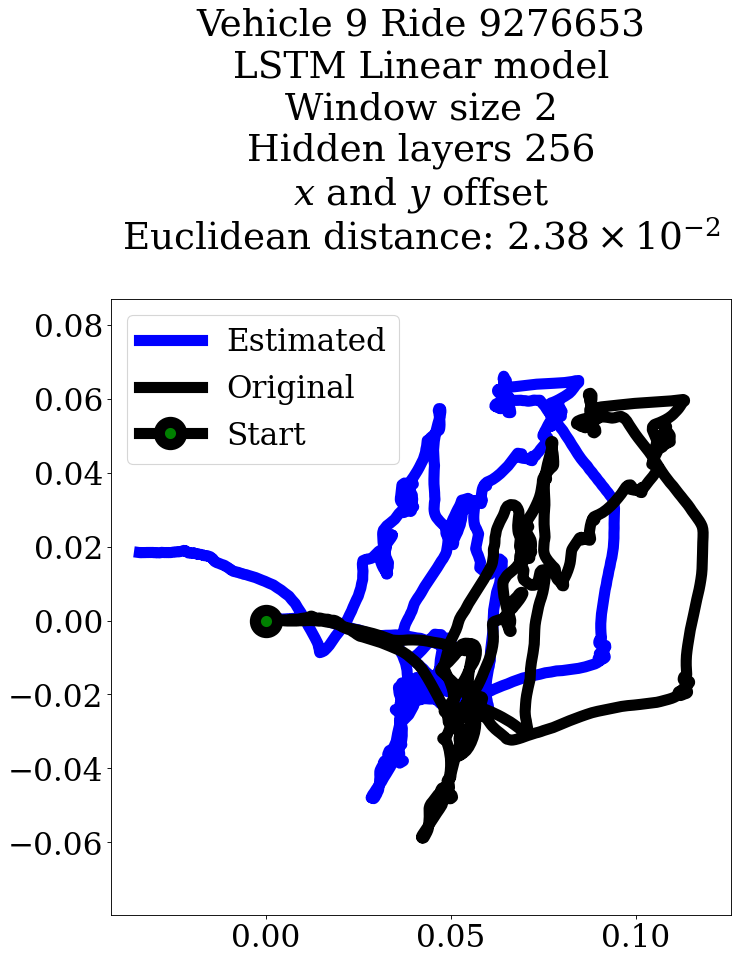 Vehicle 9 Ride 9276653
LSTM Linear model
Window size 2
Hidden layers 256
x and y offset
Euclidean distance: 2.38 × 10⁻²
Estimated
Original
Start
0.08
0.06
0.04
0.02
0.00
−0.02
−0.04
−0.06
0.00 0.05 0.10